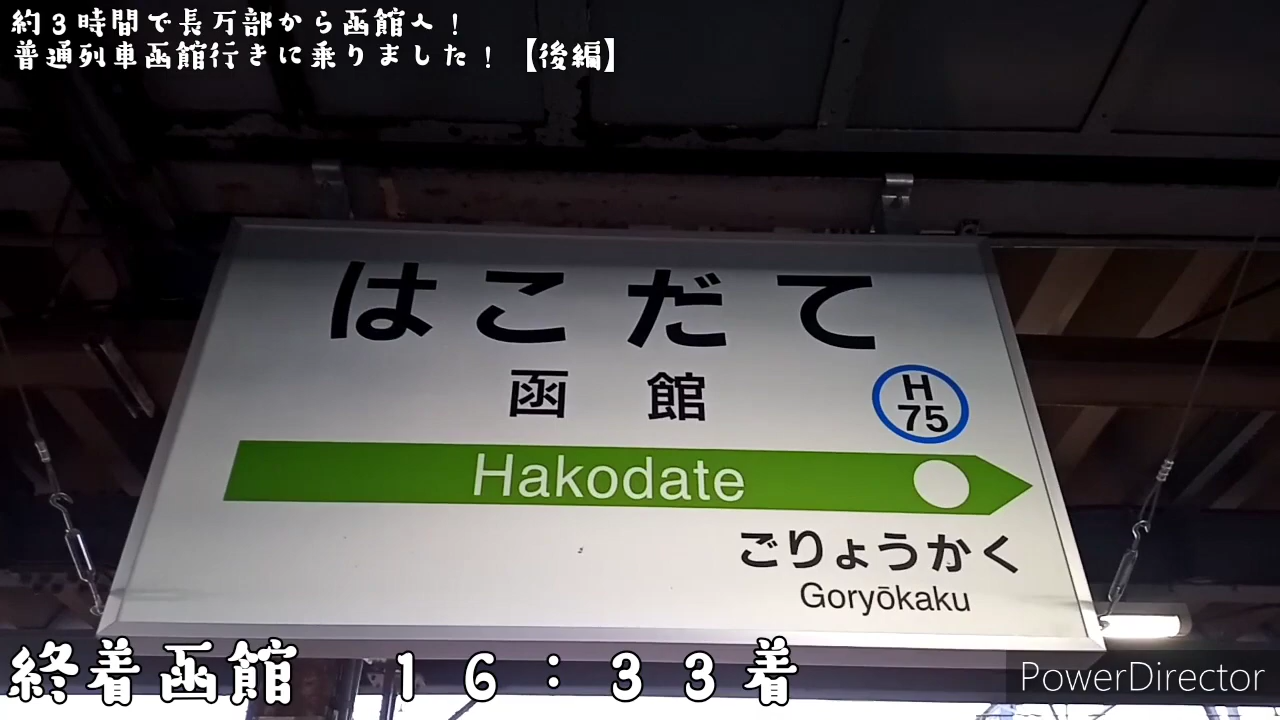 約３時間で長万部から函館へ！
普通列車函館行きに乗りました！【後編】
はこだて
函館
H
75
Hakodate
ごりょうかく
Goryōkaku
終着函館　１６：３３着
PowerDirector